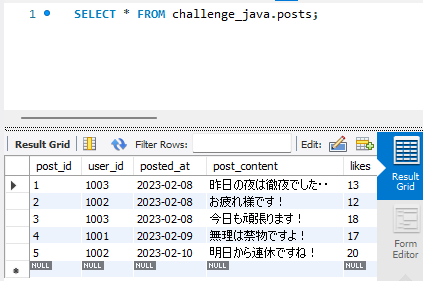 1 SELECT * FROM challenge_java.posts;
Result Grid Filter Rows: Edit:
post_id user_id posted_at post_content likes
1 1003 2023-02-08 昨日の夜は徹夜でした・・ 13
2 1002 2023-02-08 お疲れ様です！ 12
3 1003 2023-02-08 今日も頑張ります！ 18
4 1001 2023-02-09 無理は禁物ですよ！ 17
5 1002 2023-02-10 明日から連休ですね！ 20
NULL NULL NULL NULL NULL
Result
Grid
Form
Editor